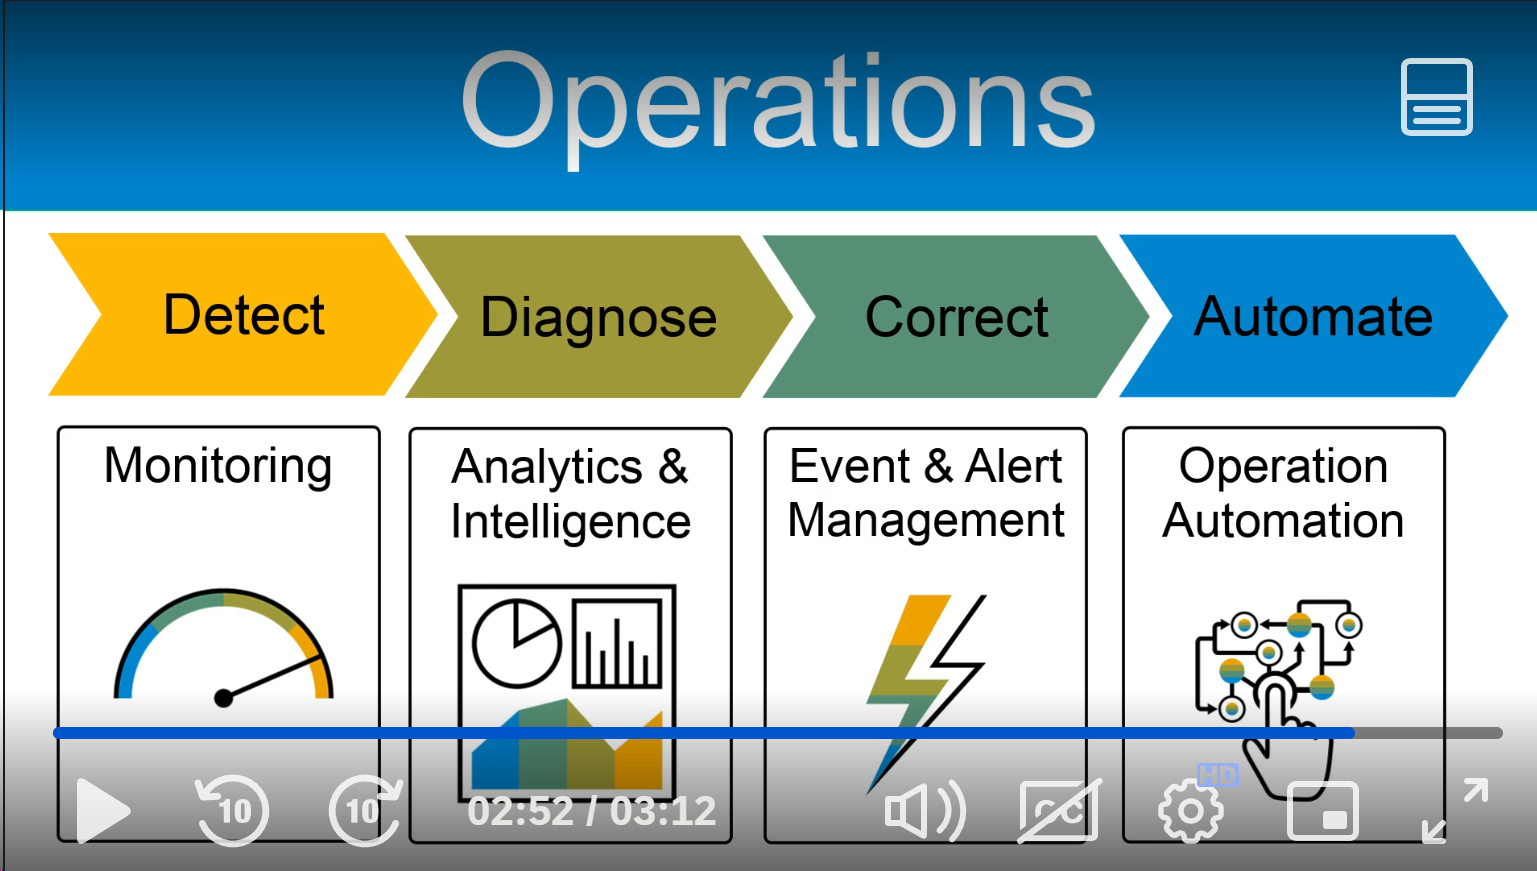 Operations
Detect
Diagnose
Correct
Automate
Monitoring
Analytics &
Intelligence
Event & Alert
Management
Operation
Automation
10
10
02:52 / 03:12
CC
HD